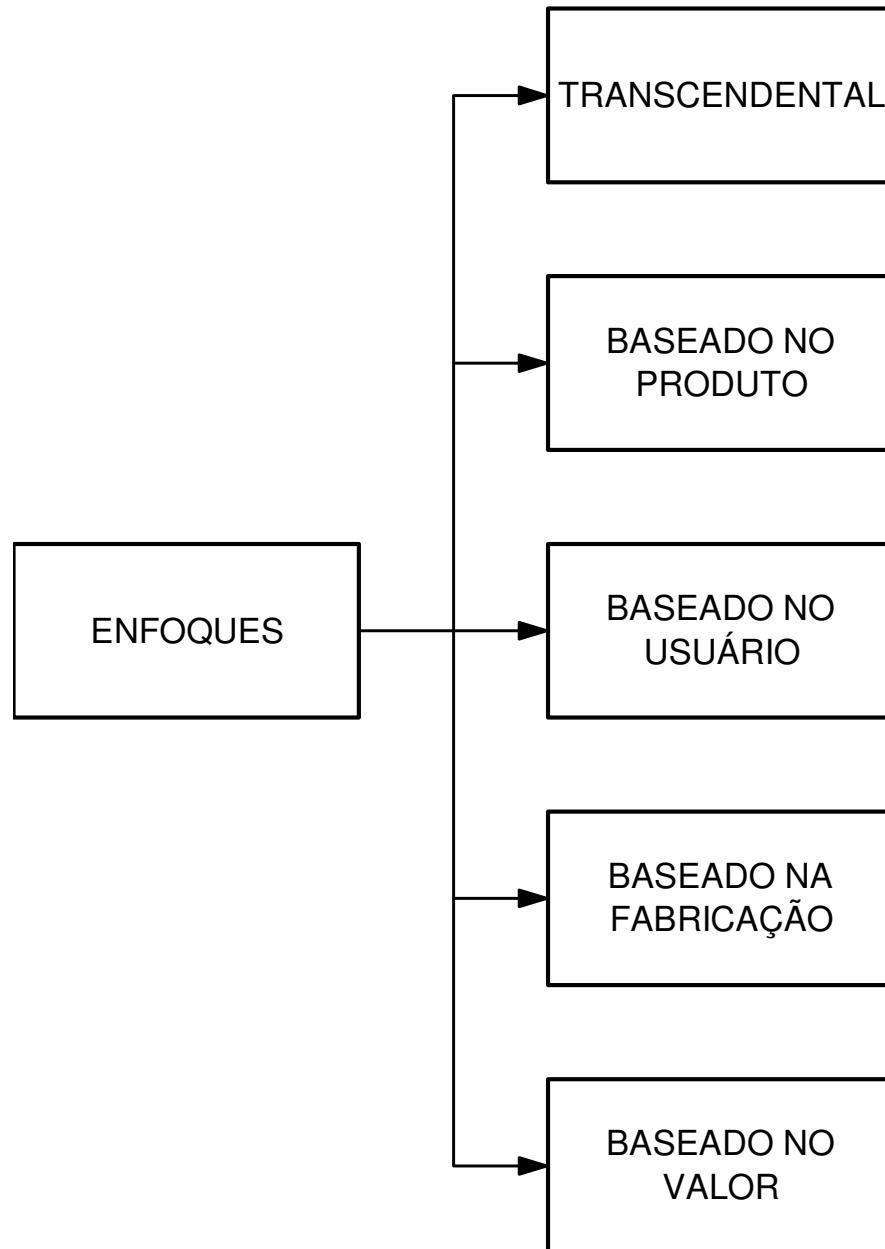 TRANSCENDENTAL
BASEADO NO
PRODUTO
ENFOQUES
BASEADO NO
USUÁRIO
BASEADO NA
FABRICAÇÃO
BASEADO NO
VALOR